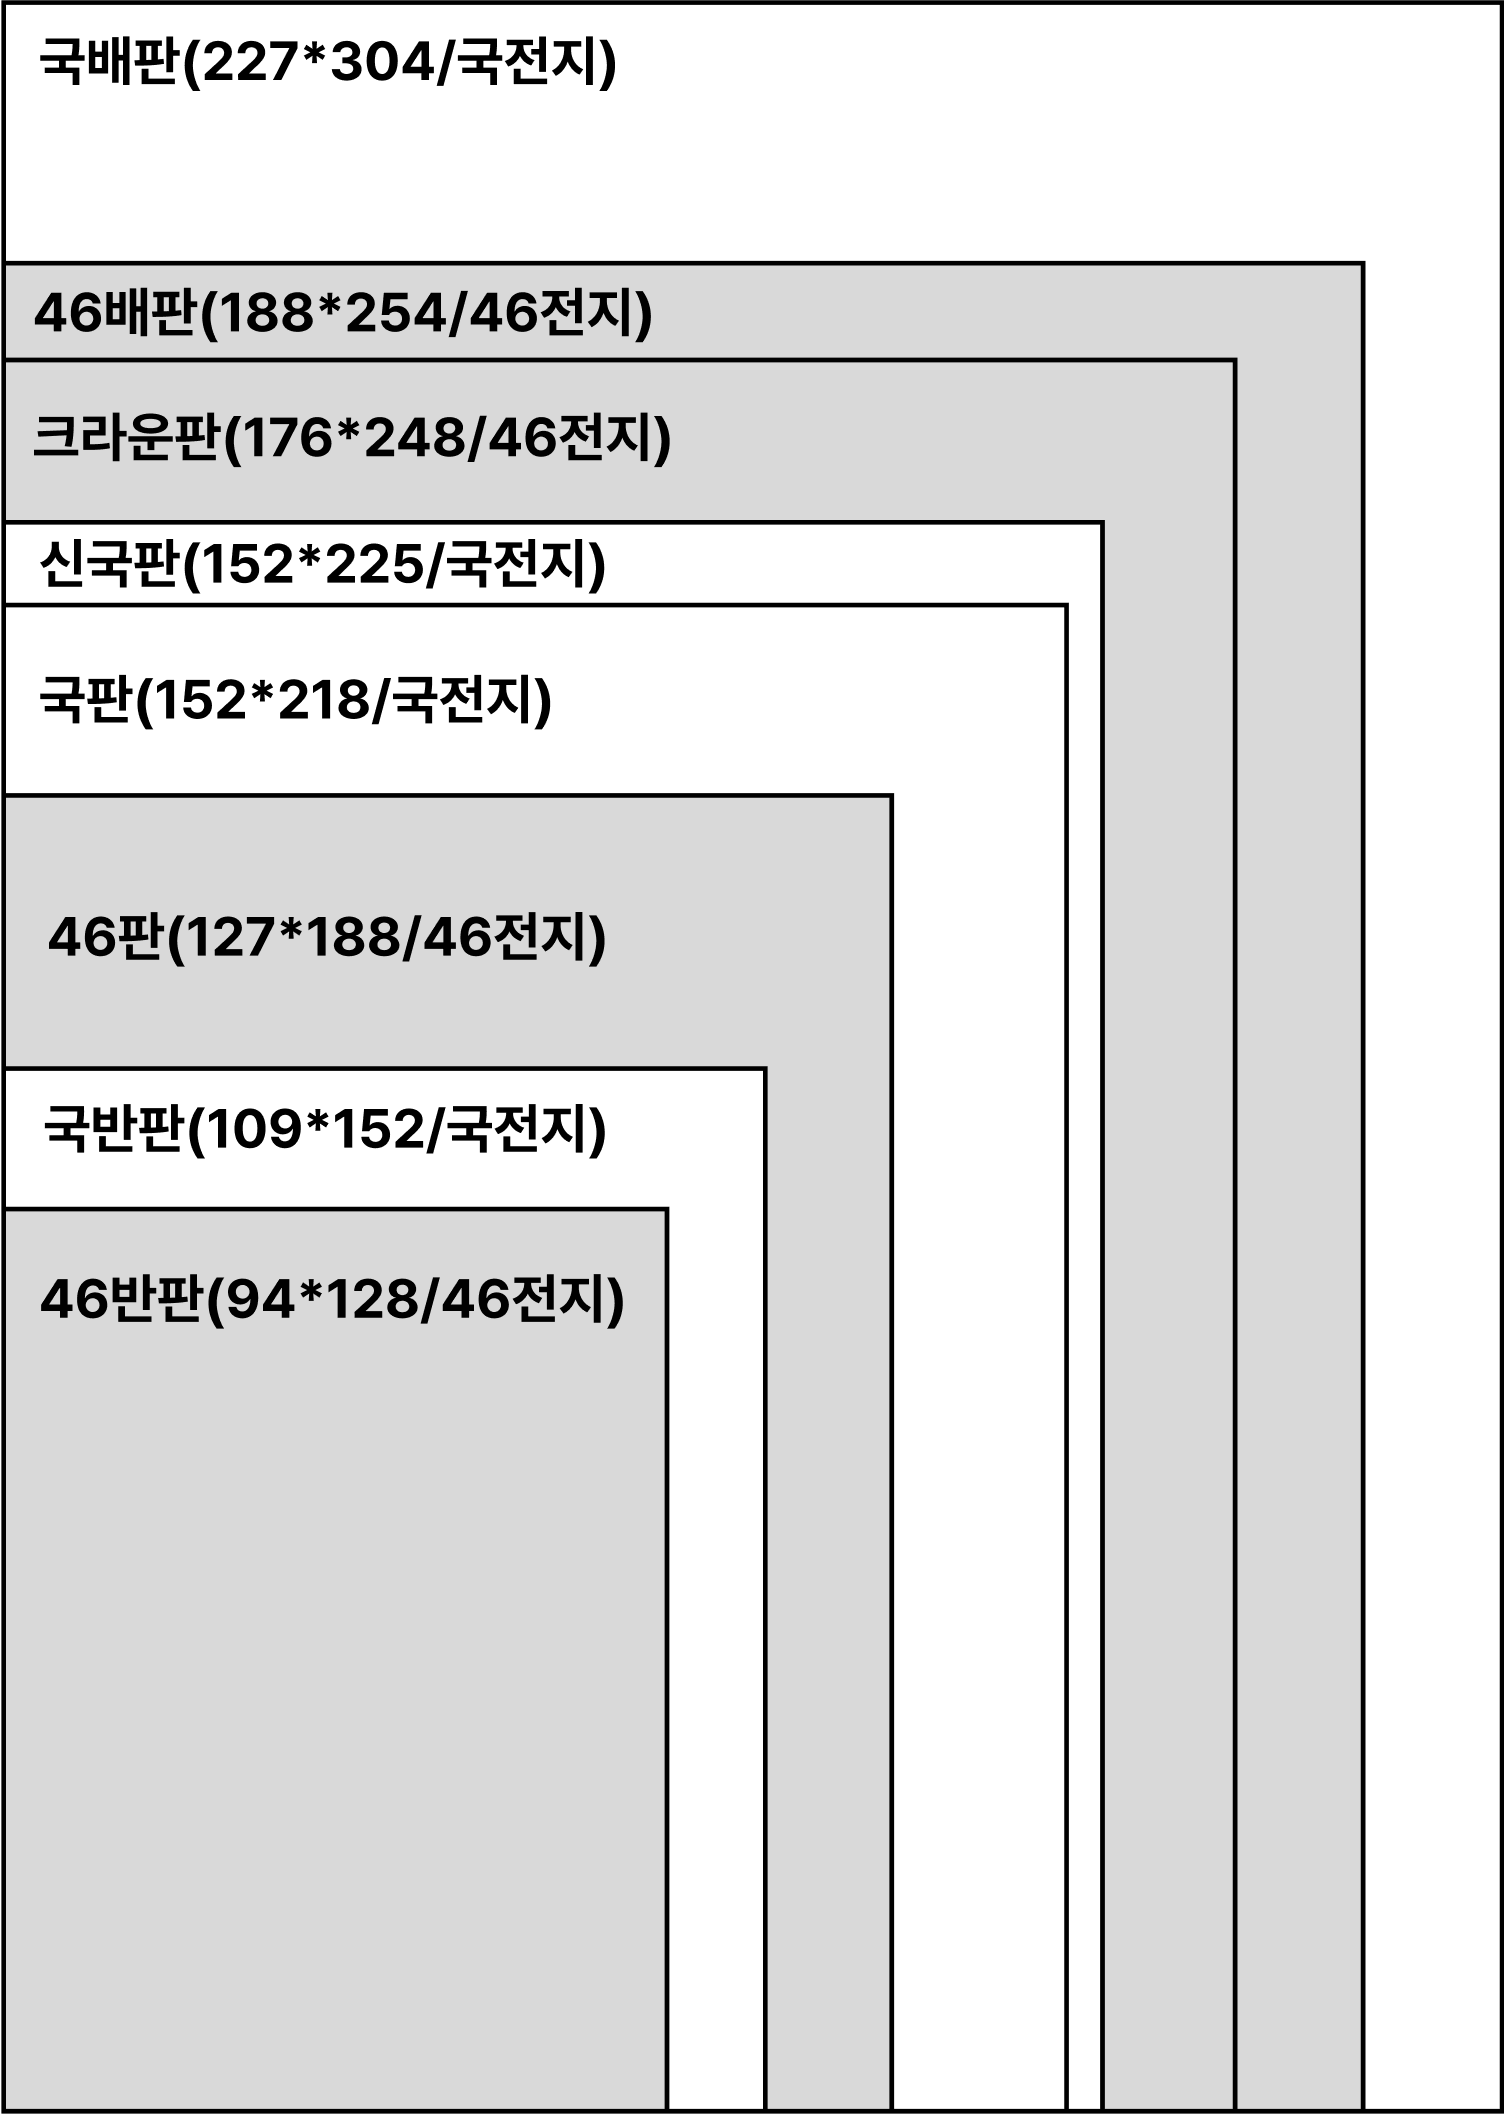 국배판(227*304/국전지)
46배판(188*254/46전지)
크라운판(176*248/46전지)
신국판(152*225/국전지)
국판(152*218/국전지)
46판(127*188/46전지)
국반판(109*152/국전지)
46반판(94*128/46전지)